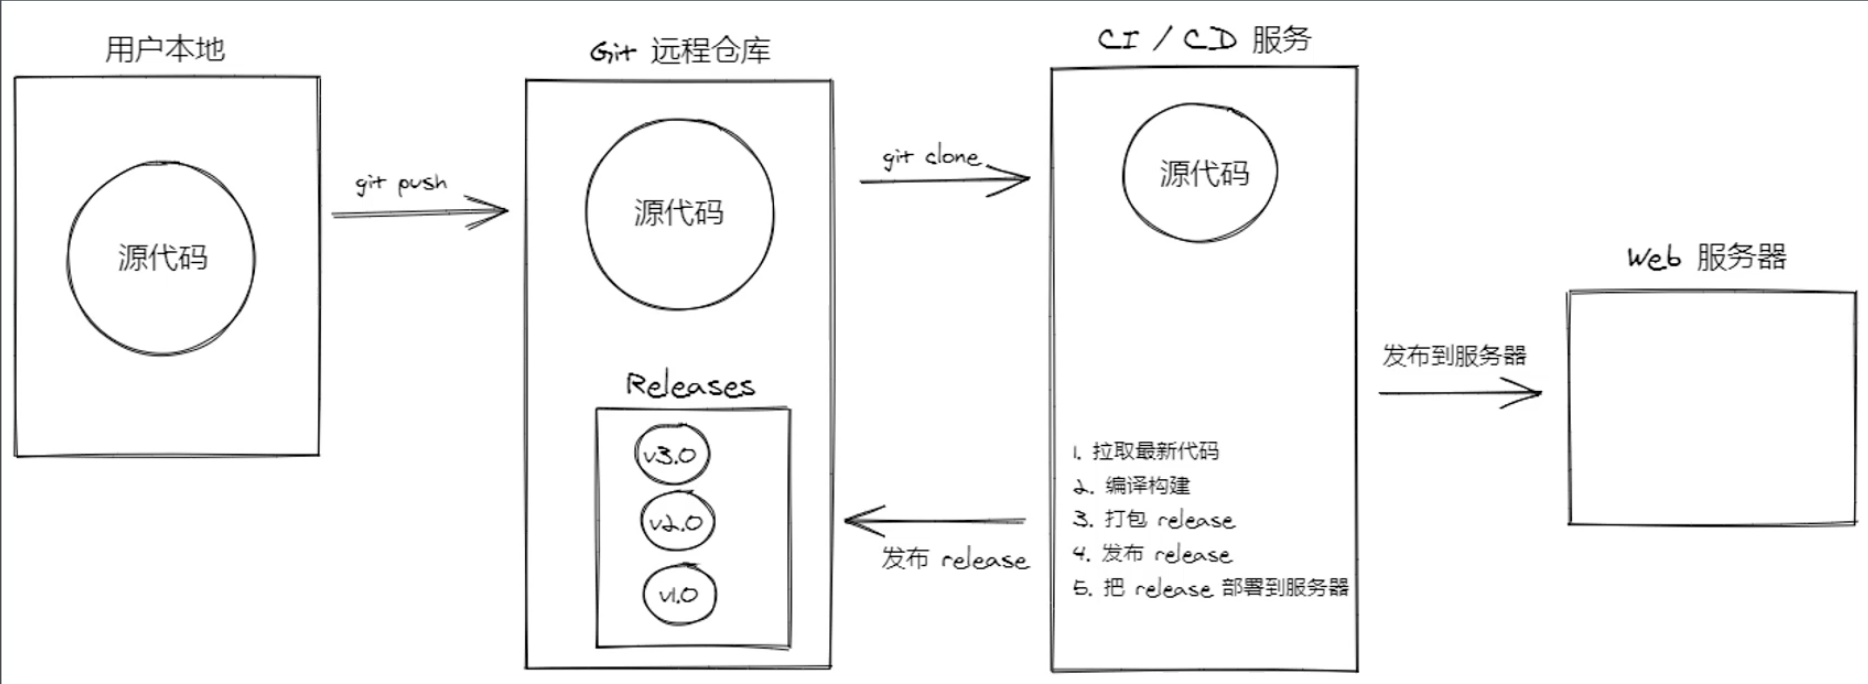 用户本地
源代码
git push
Git 远程仓库
源代码
Releases
v3.0
v2.0
v1.0
git clone
发布 release
CI / CD 服务
源代码
1. 拉取最新代码
2. 编译构建
3. 打包 release
4. 发布 release
5. 把 release 部署到服务器
发布到服务器
Web 服务器